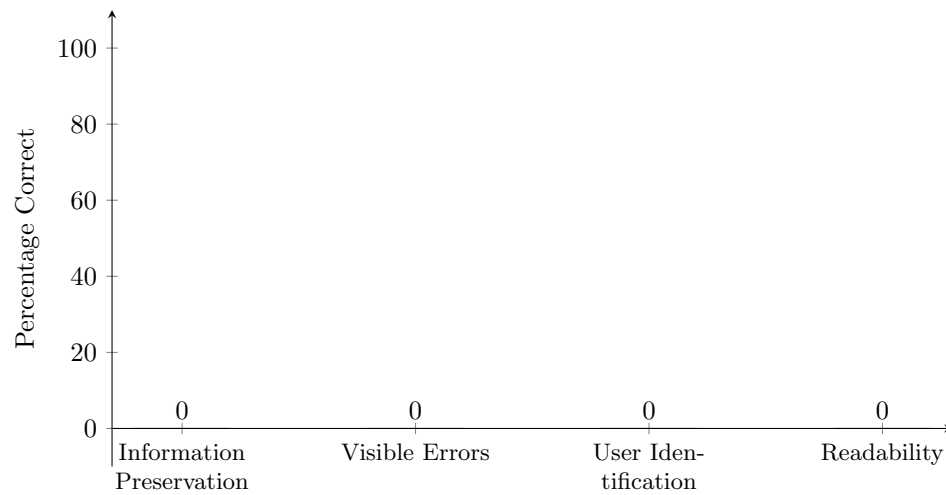 Percentage Correct
100
80
60
40
20
0
0 0 0 0
Information
Preservation
Visible Errors
User Iden-
tification
Readability